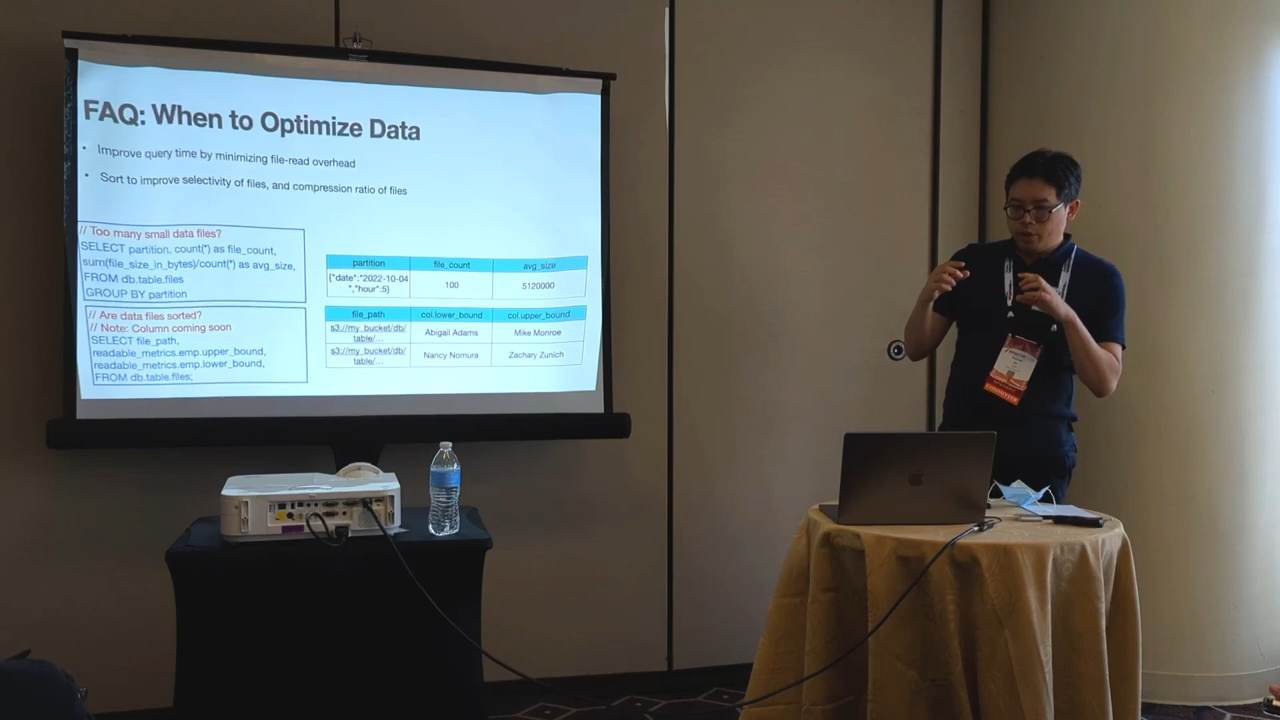 FAQ: When to Optimize Data
• Improve query time by minimizing file-read overhead
• Sort to improve selectivity of files, and compression ratio of files
// Too many small data files?
SELECT partition, count(*) as file_count,
sum(file_size_in_bytes)/count(*) as avg_size,
FROM db.table.files
GROUP BY partition
partition file_count avg_size
{"date":"2022-10-04
","hour":5} 100 5120000
// Are data files sorted?
// Note: Column coming soon
SELECT file_path,
readable_metrics.emp.upper_bound,
readable_metrics.emp.lower_bound,
FROM db.table.files;
file_path col.lower_bound col.upper_bound
s3://my_bucket/db/
table/... Abigail Adams Mike Monroe
s3://my_bucket/db/
table/... Nancy Nomura Zachary Zunich
COMMITTER